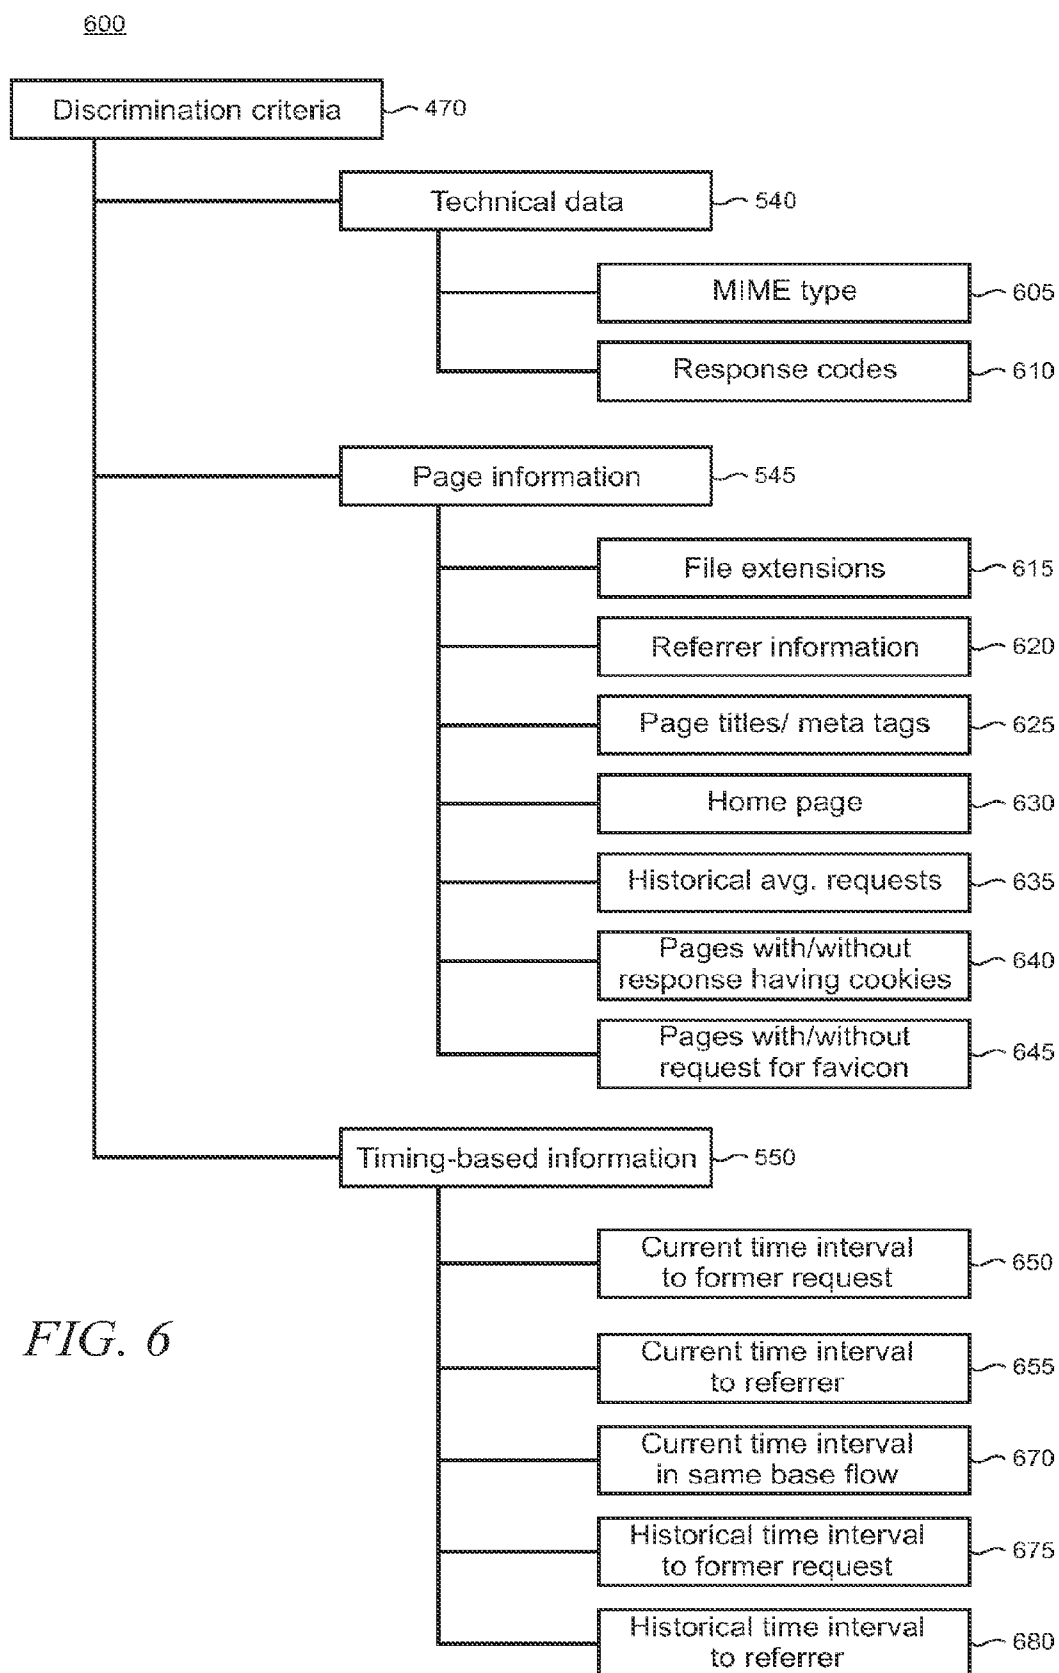 600
Discrimination criteria 470
Technical data 540
MIME type 605
Response codes 610
Page information 545
File extensions 615
Referrer information 620
Page titles/ meta tags 625
Home page 630
Historical avg. requests 635
Pages with/without
response having cookies 640
Pages with/without
request for favicon 645
Timing-based information 550
Current time interval
to former request 650
FIG. 6
Current time interval
to referrer 655
Current time interval
in same base flow 670
Historical time interval
to former request 675
Historical time interval
to referrer 680